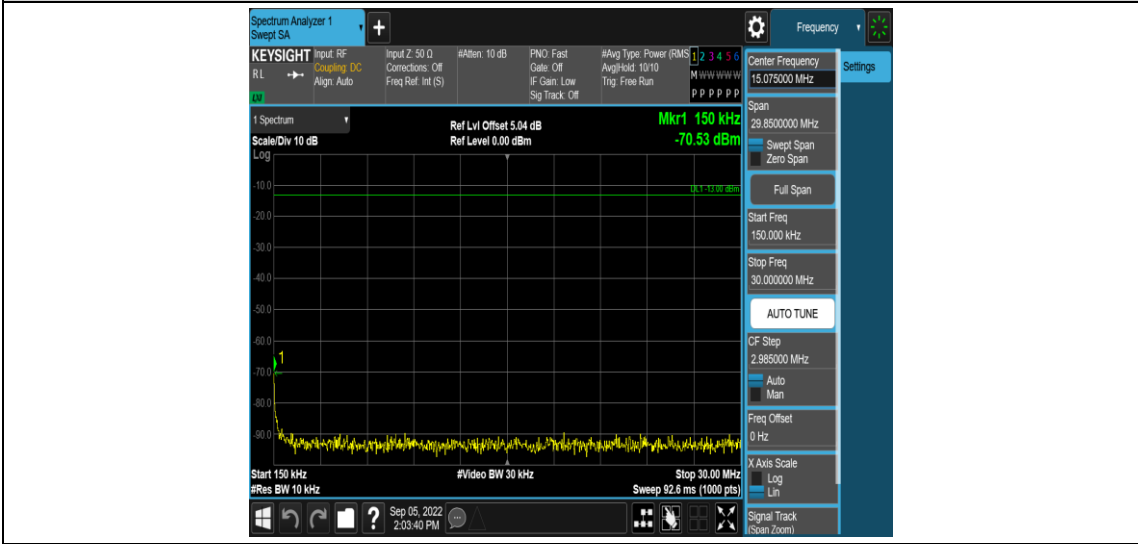 Spectrum Analyzer 1
Swept SA
+
Frequency
KEYSIGHT
Input: RF
Input Z: 50 Ω
#Atten: 10 dB
PNO: Fast
#Avg Type: Power (RMS
1 2 3 4 5 6
RL
Coupling: DC
Corrections: Off
Gate: Off
Avg|Hold: 10/10
M W W W W W
Align: Auto
Freq Ref: Int (S)
IF Gain: Low
Trig: Free Run
Sig Track: Off
P P P P P P
1 Spectrum
Ref Lvl Offset 5.04 dB
Mkr1 150 kHz
Scale/Div 10 dB
Ref Level 0.00 dBm
-70.53 dBm
Log
DL1 -13.00 dBm
-10.0
-20.0
-30.0
-40.0
-50.0
-60.0
1
-70.0
-80.0
-90.0
Start 150 kHz
#Video BW 30 kHz
Stop 30.00 MHz
#Res BW 10 kHz
Sweep 92.6 ms (1000 pts)
Center Frequency
15.075000 MHz
Settings
Span
29.8500000 MHz
Swept Span
Zero Span
Full Span
Start Freq
150.000 kHz
Stop Freq
30.000000 MHz
AUTO TUNE
CF Step
2.985000 MHz
Auto
Man
Freq Offset
0 Hz
X Axis Scale
Log
Lin
Signal Track
(Span Zoom)
?
Sep 05, 2022
2:03:40 PM